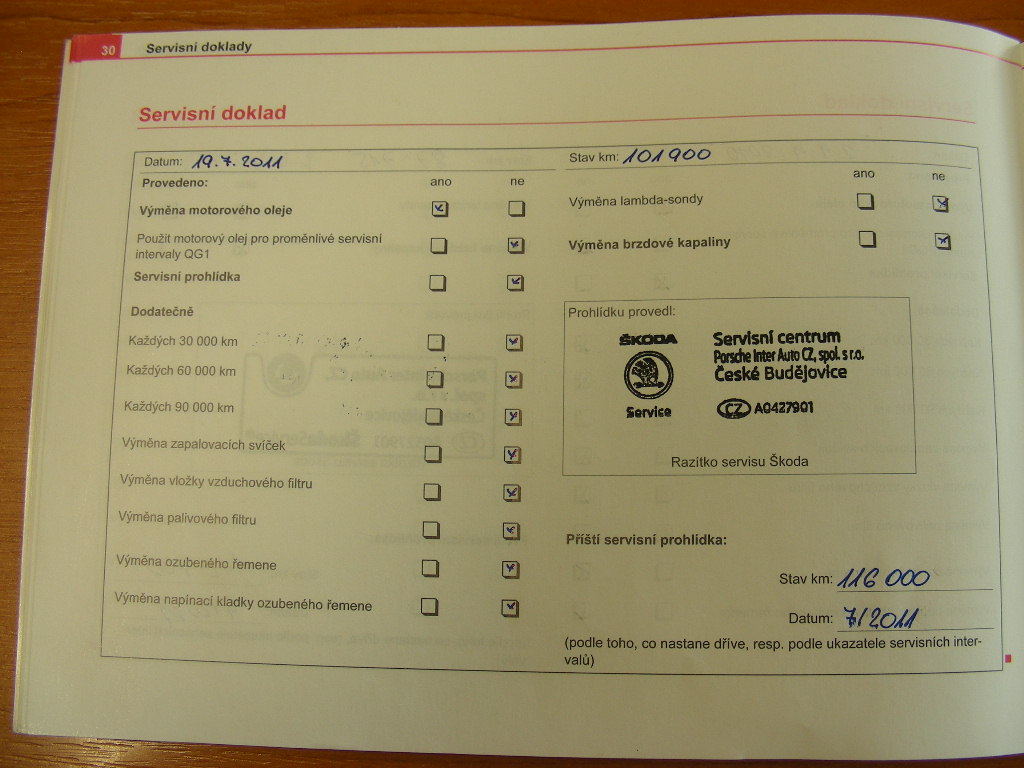 30 Servisní doklady
Servisní doklad
Datum: 19.7.2011
Stav km: 101900
Provedeno: ano ne
ano ne
Výměna motorového oleje
Výměna lambda-sondy
Použit motorový olej pro proměnlivé servisní
intervaly QG1
Výměna brzdové kapaliny
Servisní prohlídka
Dodatečně
Každých 30 000 km
Každých 60 000 km
Každých 90 000 km
Výměna zapalovacích svíček
Výměna vložky vzduchového filtru
Výměna palivového filtru
Výměna ozubeného řemene
Výměna napínací kladky ozubeného řemene
Prohlídku provedl:
ŠKODA
Service
Servisní centrum
Porsche Inter Auto CZ, spol. s r.o.
České Budějovice
CZ A0427901
Razítko servisu Škoda
Příští servisní prohlídka:
Stav km: 116 000
Datum: 7/2011
(podle toho, co nastane dříve, resp. podle ukazatele servisních inter-
valů)